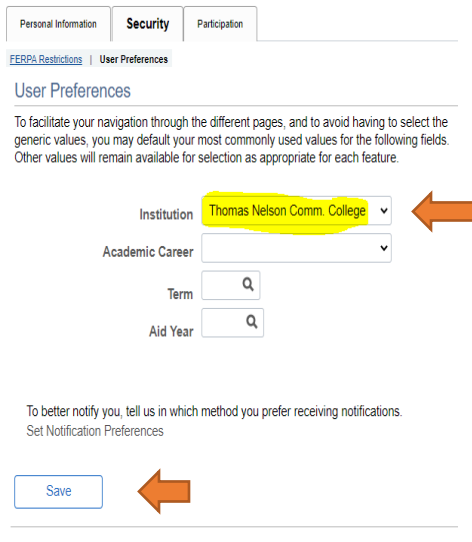 Personal Information Security Participation
FERPA Restrictions | User Preferences
User Preferences
To facilitate your navigation through the different pages, and to avoid having to select the
generic values, you may default your most commonly used values for the following fields.
Other values will remain available for selection as appropriate for each feature.
Institution Thomas Nelson Comm. College
Academic Career
Term
Aid Year
To better notify you, tell us in which method you prefer receiving notifications.
Set Notification Preferences
Save